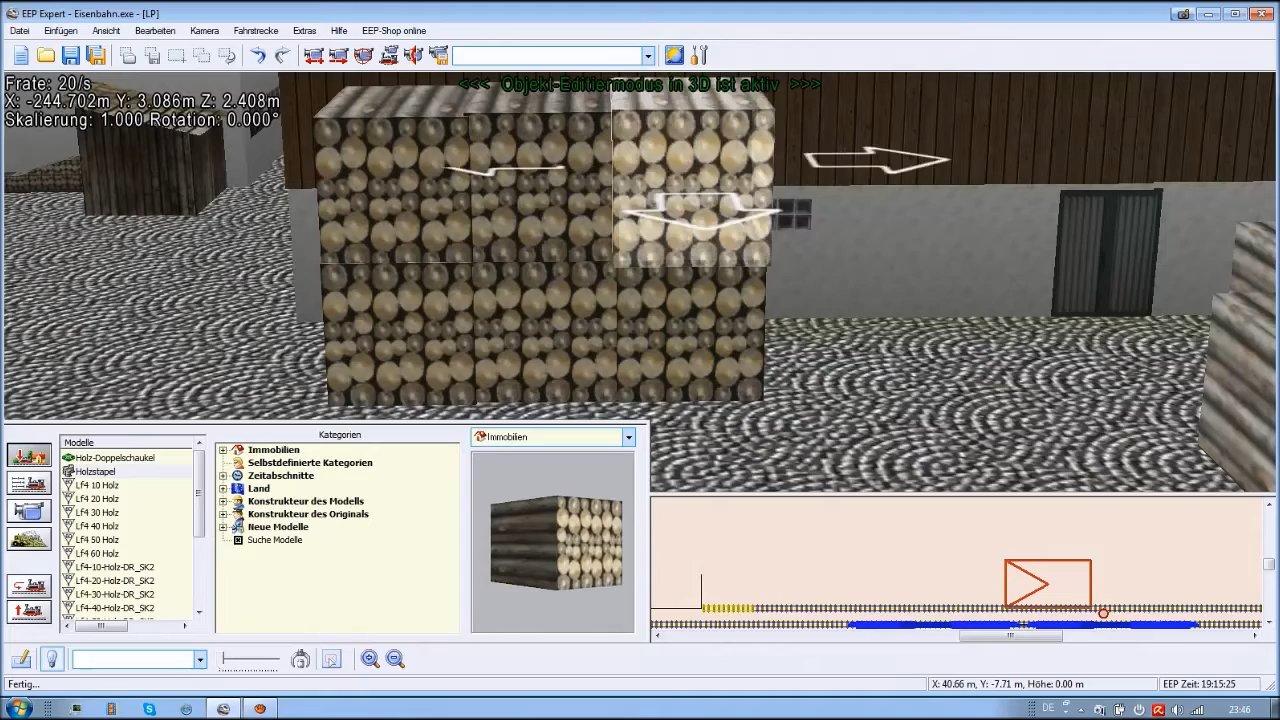 EEP Expert - Eisenbahn.exe - [LP]
Datei Einfügen Ansicht Bearbeiten Kamera Fahrstrecke Extras Hilfe EEP-Shop online
Frate: 20/s
<<< Objekt-Editiermodus in 3D ist aktiv >>>
X: -244.702m Y: 3.086m Z: 2.408m
Skalierung: 1.000 Rotation: 0.000°
Modelle
Holz-Doppelschaukel
Holzstapel
Lf4 10 Holz
Lf4 20 Holz
Lf4 30 Holz
Lf4 40 Holz
Lf4 50 Holz
Lf4 60 Holz
Lf4-10-Holz-DR_SK2
Lf4-20-Holz-DR_SK2
Lf4-30-Holz-DR_SK2
Lf4-40-Holz-DR_SK2
Kategorien
Immobilien
Selbstdefinierte Kategorien
Zeitabschnitte
Land
Konstrukteur des Modells
Konstrukteur des Originals
Neue Modelle
Suche Modelle
Immobilien
Fertig...
X: 40.66 m, Y: -7.71 m, Höhe: 0.00 m
EEP Zeit: 19:15:25
DE
23:46